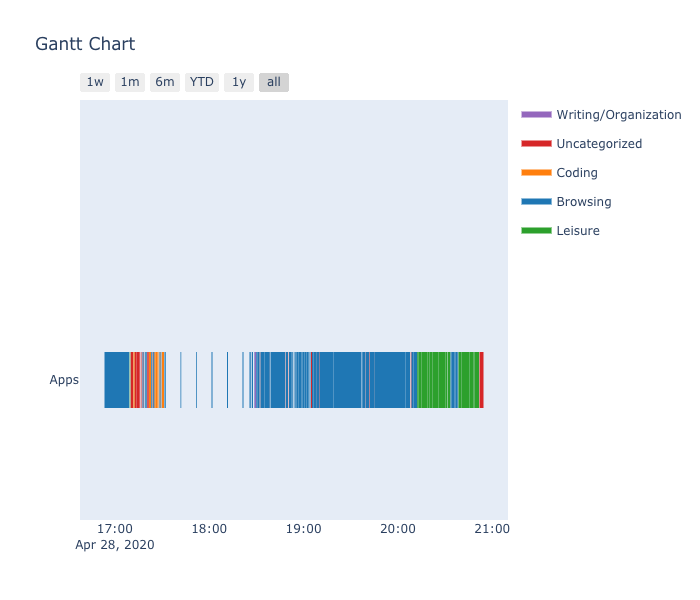 Gantt Chart
1w 1m 6m YTD 1y all
Writing/Organization
Uncategorized
Coding
Browsing
Leisure
Apps
17:00 18:00 19:00 20:00 21:00
Apr 28, 2020